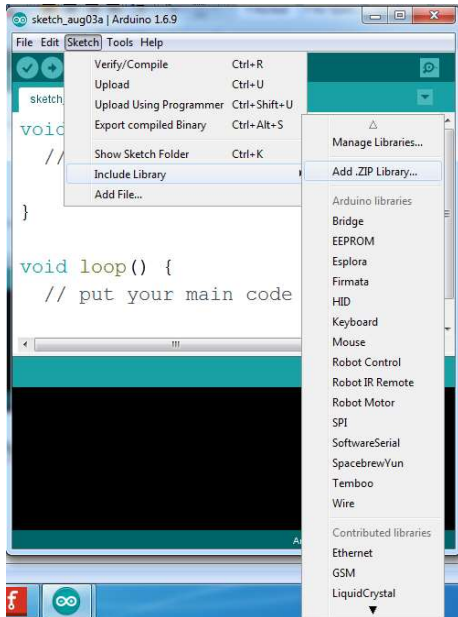 sketch_aug03a | Arduino 1.6.9
File Edit Sketch Tools Help
Verify/Compile Ctrl+R
Upload Ctrl+U
Upload Using Programmer Ctrl+Shift+U
Export compiled Binary Ctrl+Alt+S
Show Sketch Folder Ctrl+K
Include Library
Add File...
sketch_
void
//
}
void loop() {
// put your main code
Manage Libraries...
Add .ZIP Library...
Arduino libraries
Bridge
EEPROM
Esplora
Firmata
HID
Keyboard
Mouse
Robot Control
Robot IR Remote
Robot Motor
SPI
SoftwareSerial
SpacebrewYun
Temboo
Wire
Contributed libraries
Ethernet
GSM
LiquidCrystal